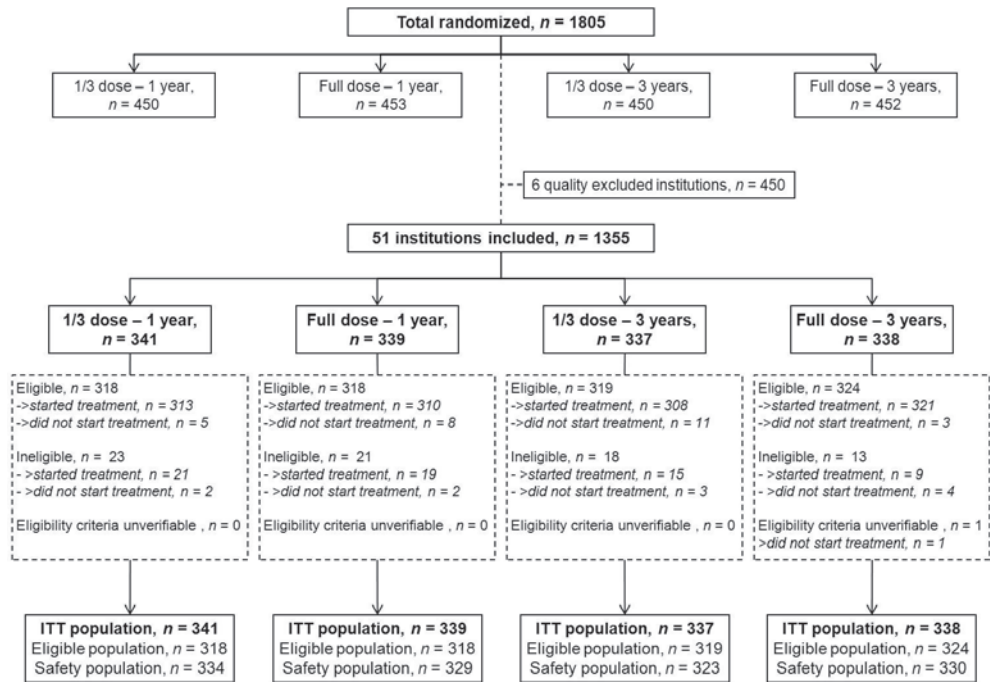 Total randomized, n = 1805
1/3 dose – 1 year,
n = 450
Full dose – 1 year,
n = 453
1/3 dose – 3 years,
n = 450
Full dose – 3 years,
n = 452
6 quality excluded institutions, n = 450
51 institutions included, n = 1355
1/3 dose – 1 year,
n = 341
Full dose – 1 year,
n = 339
1/3 dose – 3 years,
n = 337
Full dose – 3 years,
n = 338
Eligible, n = 318
->started treatment, n = 313
->did not start treatment, n = 5
Ineligible, n = 23
- >started treatment, n = 21
- >did not start treatment, n = 2
Eligibility criteria unverifiable , n = 0
Eligible, n = 318
->started treatment, n = 310
->did not start treatment, n = 8
Ineligible, n = 21
- >started treatment, n = 19
- >did not start treatment, n = 2
Eligibility criteria unverifiable , n = 0
Eligible, n = 319
->started treatment, n = 308
->did not start treatment, n = 11
Ineligible, n = 18
- >started treatment, n = 15
- >did not start treatment, n = 3
Eligibility criteria unverifiable , n = 0
Eligible, n = 324
->started treatment, n = 321
->did not start treatment, n = 3
Ineligible, n = 13
- >started treatment, n = 9
- >did not start treatment, n = 4
Eligibility criteria unverifiable , n = 1
>did not start treatment, n = 1
ITT population, n = 341
Eligible population, n = 318
Safety population, n = 334
ITT population, n = 339
Eligible population, n = 318
Safety population, n = 329
ITT population, n = 337
Eligible population, n = 319
Safety population, n = 323
ITT population, n = 338
Eligible population, n = 324
Safety population, n = 330